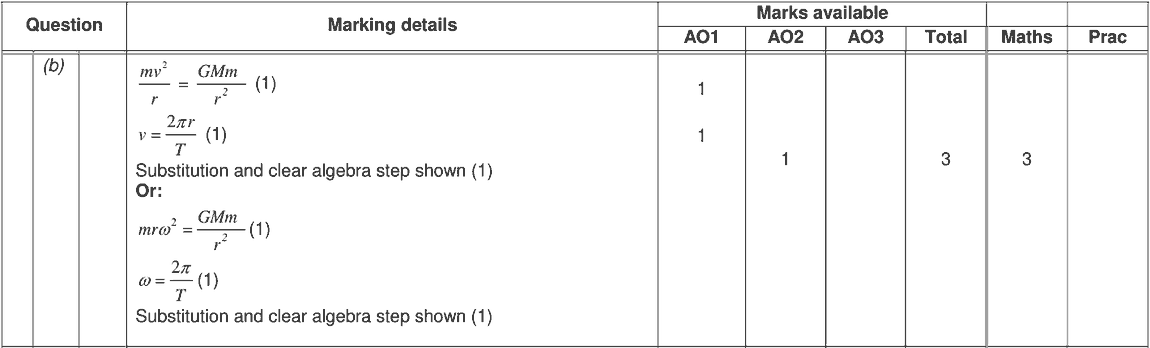 Question Marking details Marks available
AO1 AO2 AO3 Total Maths Prac
(b) mv²/r = GMm/r² (1) 1
v = 2πr/T (1) 1
Substitution and clear algebra step shown (1) 1 3 3
Or:
mrω² = GMm/r² (1)
ω = 2π/T (1)
Substitution and clear algebra step shown (1)